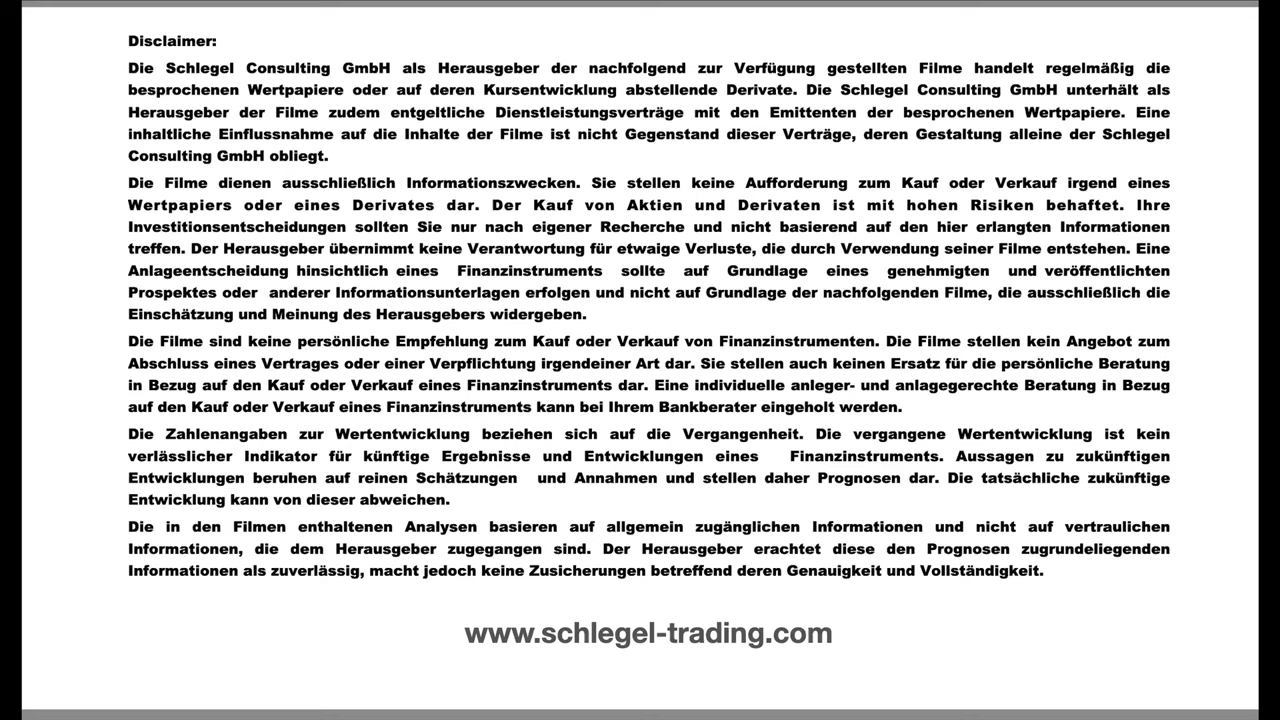 Disclaimer:
Die Schlegel Consulting GmbH als Herausgeber der nachfolgend zur Verfügung gestellten Filme handelt regelmäßig die
besprochenen Wertpapiere oder auf deren Kursentwicklung abstellende Derivate. Die Schlegel Consulting GmbH unterhält als
Herausgeber der Filme zudem entgeltliche Dienstleistungsverträge mit den Emittenten der besprochenen Wertpapiere. Eine
inhaltliche Einflussnahme auf die Inhalte der Filme ist nicht Gegenstand dieser Verträge, deren Gestaltung alleine der Schlegel
Consulting GmbH obliegt.
Die Filme dienen ausschließlich Informationszwecken. Sie stellen keine Aufforderung zum Kauf oder Verkauf irgend eines
Wertpapiers oder eines Derivates dar. Der Kauf von Aktien und Derivaten ist mit hohen Risiken behaftet. Ihre
Investitionsentscheidungen sollten Sie nur nach eigener Recherche und nicht basierend auf den hier erlangten Informationen
treffen. Der Herausgeber übernimmt keine Verantwortung für etwaige Verluste, die durch Verwendung seiner Filme entstehen. Eine
Anlageentscheidung hinsichtlich eines Finanzinstruments sollte auf Grundlage eines genehmigten und veröffentlichten
Prospektes oder anderer Informationsunterlagen erfolgen und nicht auf Grundlage der nachfolgenden Filme, die ausschließlich die
Einschätzung und Meinung des Herausgebers widergeben.
Die Filme sind keine persönliche Empfehlung zum Kauf oder Verkauf von Finanzinstrumenten. Die Filme stellen kein Angebot zum
Abschluss eines Vertrages oder einer Verpflichtung irgendeiner Art dar. Sie stellen auch keinen Ersatz für die persönliche Beratung
in Bezug auf den Kauf oder Verkauf eines Finanzinstruments dar. Eine individuelle anleger- und anlagegerechte Beratung in Bezug
auf den Kauf oder Verkauf eines Finanzinstruments kann bei Ihrem Bankberater eingeholt werden.
Die Zahlenangaben zur Wertentwicklung beziehen sich auf die Vergangenheit. Die vergangene Wertentwicklung ist kein
verlässlicher Indikator für künftige Ergebnisse und Entwicklungen eines Finanzinstruments. Aussagen zu zukünftigen
Entwicklungen beruhen auf reinen Schätzungen und Annahmen und stellen daher Prognosen dar. Die tatsächliche zukünftige
Entwicklung kann von dieser abweichen.
Die in den Filmen enthaltenen Analysen basieren auf allgemein zugänglichen Informationen und nicht auf vertraulichen
Informationen, die dem Herausgeber zugegangen sind. Der Herausgeber erachtet diese den Prognosen zugrundeliegenden
Informationen als zuverlässig, macht jedoch keine Zusicherungen betreffend deren Genauigkeit und Vollständigkeit.
www.schlegel-trading.com